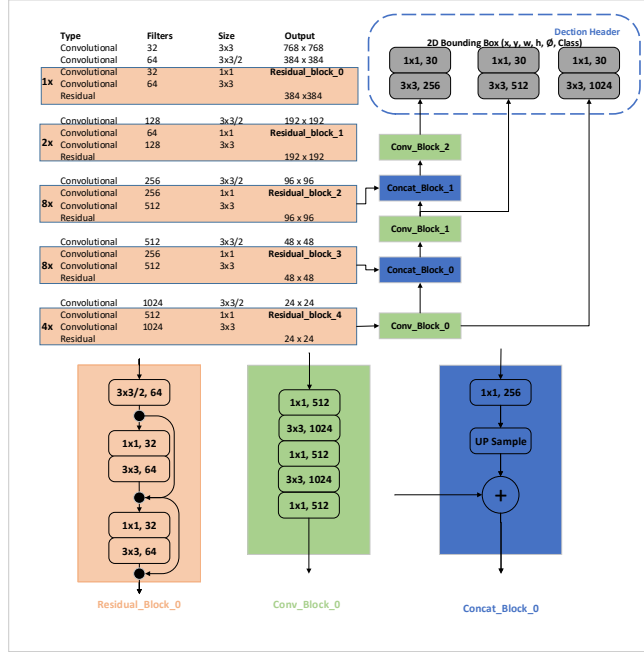 Type Filters Size Output
Convolutional 32 3x3 768 x 768
Convolutional 64 3x3/2 384 x 384
1x Convolutional 32 1x1 Residual_block_0
Convolutional 64 3x3
Residual 384 x384
Convolutional 128 3x3/2 192 x 192
2x Convolutional 64 1x1 Residual_block_1
Convolutional 128 3x3
Residual 192 x 192
Convolutional 256 3x3/2 96 x 96
8x Convolutional 256 1x1 Residual_block_2
Convolutional 512 3x3
Residual 96 x 96
Convolutional 512 3x3/2 48 x 48
8x Convolutional 256 1x1 Residual_block_3
Convolutional 512 3x3
Residual 48 x 48
Convolutional 1024 3x3/2 24 x 24
4x Convolutional 512 1x1 Residual_block_4
Convolutional 1024 3x3
Residual 24 x 24
Dection Header
2D Bounding Box (x, y, w, h, Ø, Class)
1x1, 30 1x1, 30 1x1, 30
3x3, 256 3x3, 512 3x3, 1024
Conv_Block_2
Concat_Block_1
Conv_Block_1
Concat_Block_0
Conv_Block_0
3x3/2, 64
1x1, 32
3x3, 64
1x1, 32
3x3, 64
Residual_Block_0
1x1, 512
3x3, 1024
1x1, 512
3x3, 1024
1x1, 512
Conv_Block_0
1x1, 256
UP Sample
+
Concat_Block_0